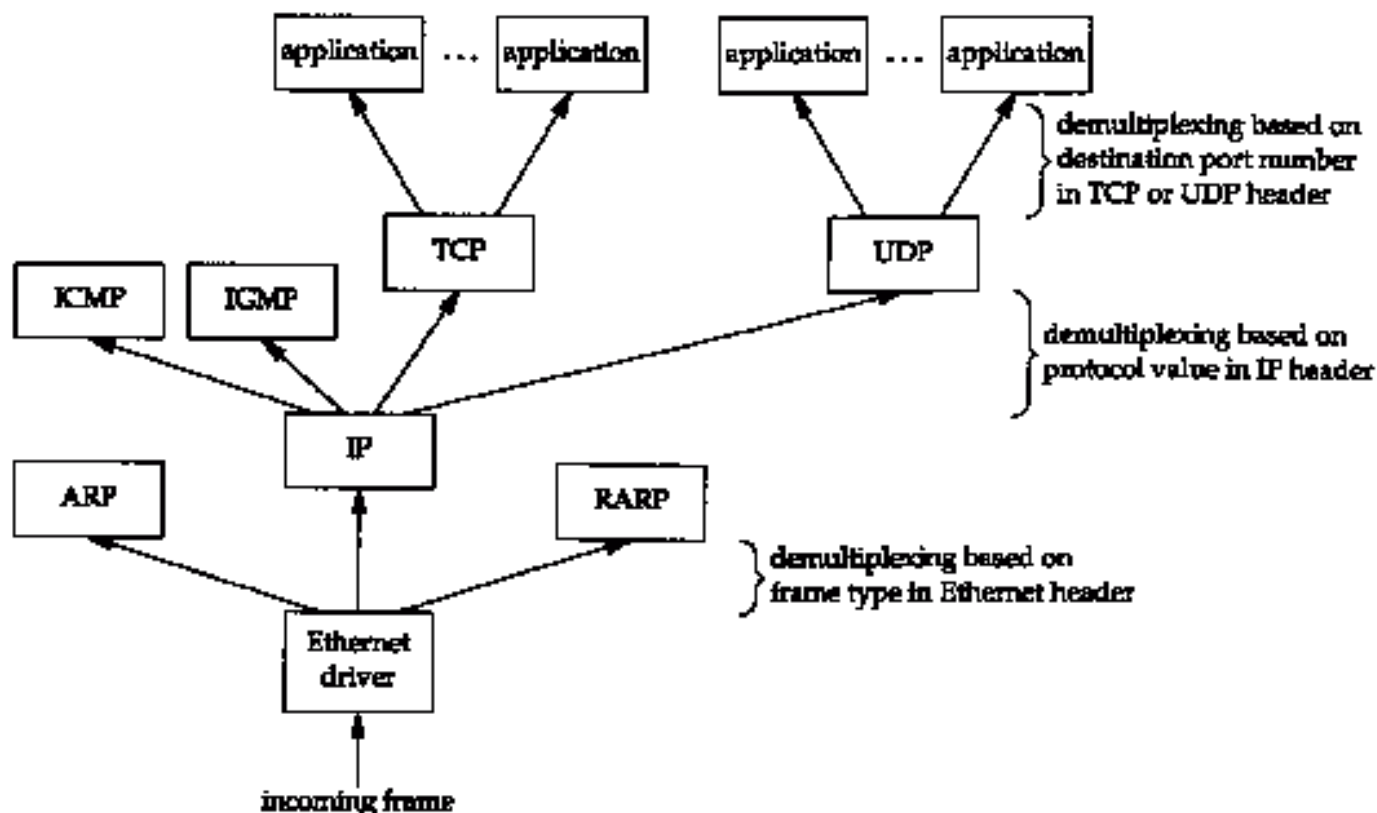 application ... application
application ... application
demultiplexing based on
destination port number
in TCP or UDP header
TCP
UDP
ICMP
IGMP
demultiplexing based on
protocol value in IP header
IP
ARP
RARP
demultiplexing based on
frame type in Ethernet header
Ethernet
driver
incoming frame